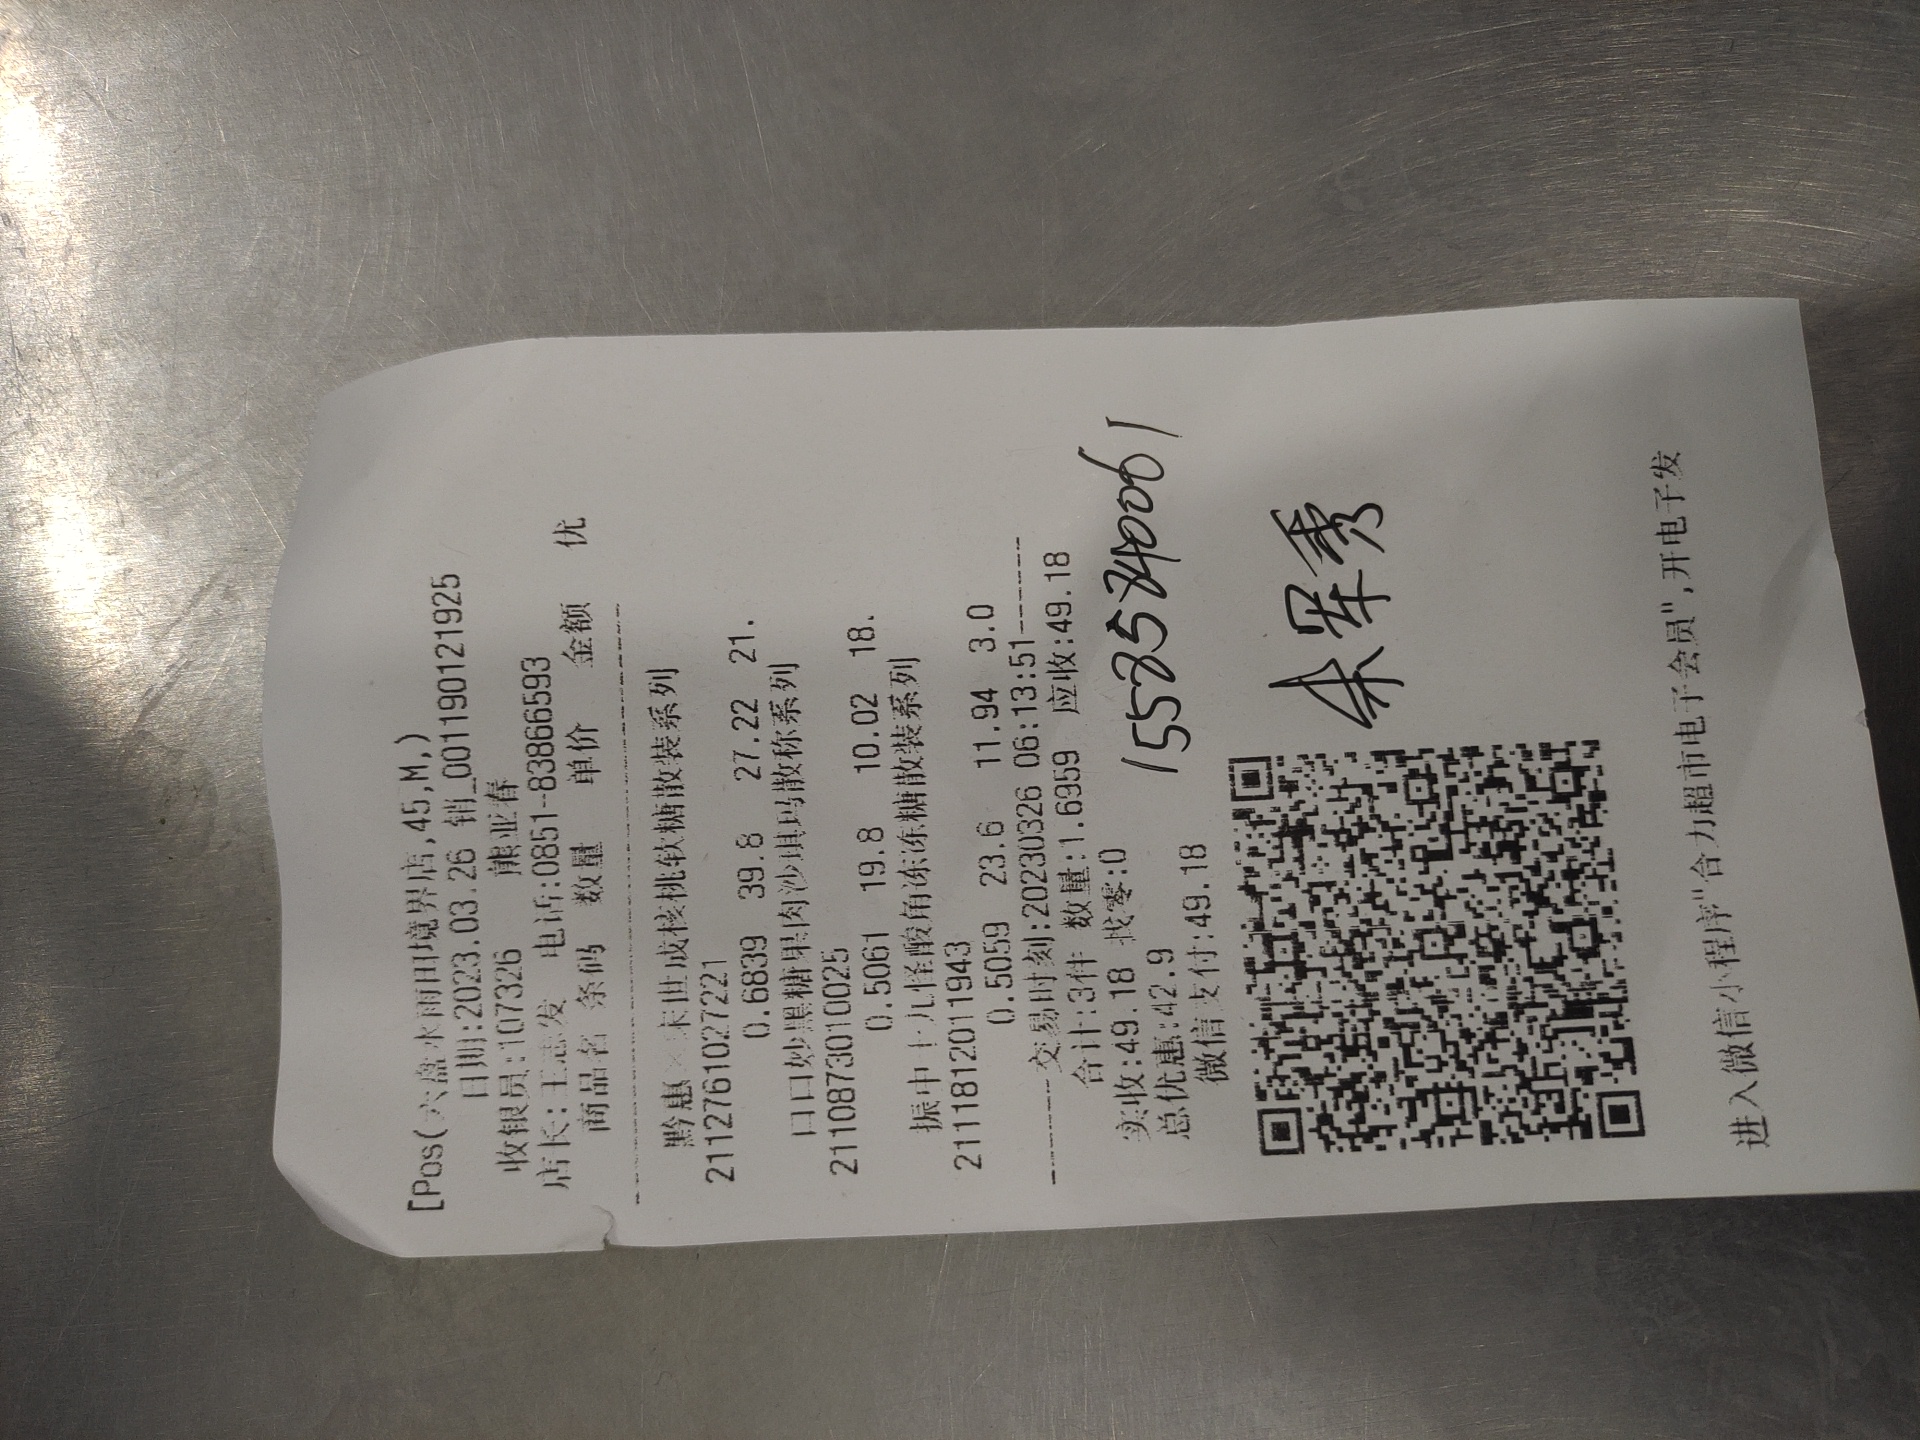 [Pos(六盘水雨田境界店,45,M,)
日期:2023.03.26 销_001190121925
收银员:107326 熊亚春
店长:王志发 电话:0851-83866593
商品名 条码 数量 单价 金额 优
黔惠×宋世成核桃软糖散装系列
2112761027221
0.6839 39.8 27.22 21.
口口妙黑糖果肉沙琪玛散称系列
2110873010025
0.5061 19.8 10.02 18.
振中十九怪酸角冻冻糖散装系列
2111812011943
0.5059 23.6 11.94 3.0
------交易时刻:20230326 06:13:51-----
合计:3件 数量:1.6959 应收:49.18
实收:49.18 找零:0
总优惠:42.9
微信支付:49.18
朱 秀
进入微信小程序"合力超市电子会员",开电子发